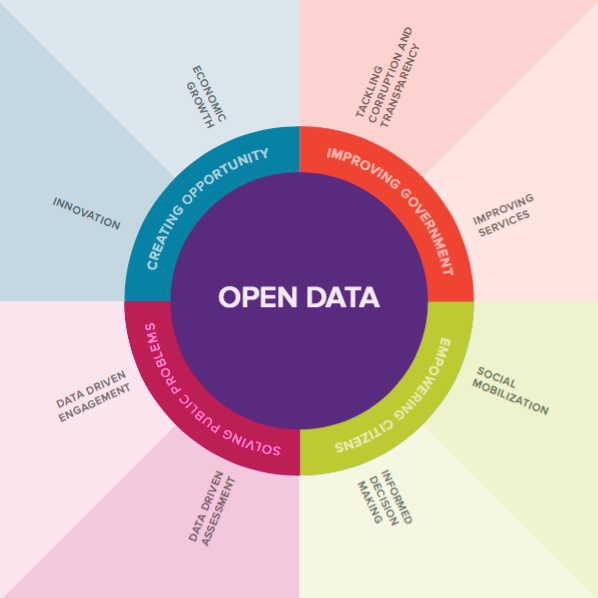 ECONOMIC
GROWTH
TACKLING
CORRUPTION AND
TRANSPARENCY
CREATING OPPORTUNITY
IMPROVING GOVERNMENT
INNOVATION
IMPROVING
SERVICES
OPEN DATA
DATA DRIVEN
ENGAGEMENT
SOLVING PUBLIC PROBLEMS
EMPOWERING CITIZENS
SOCIAL
MOBILIZATION
DATA DRIVEN
ASSESSMENT
INFORMED
DECISION
MAKING